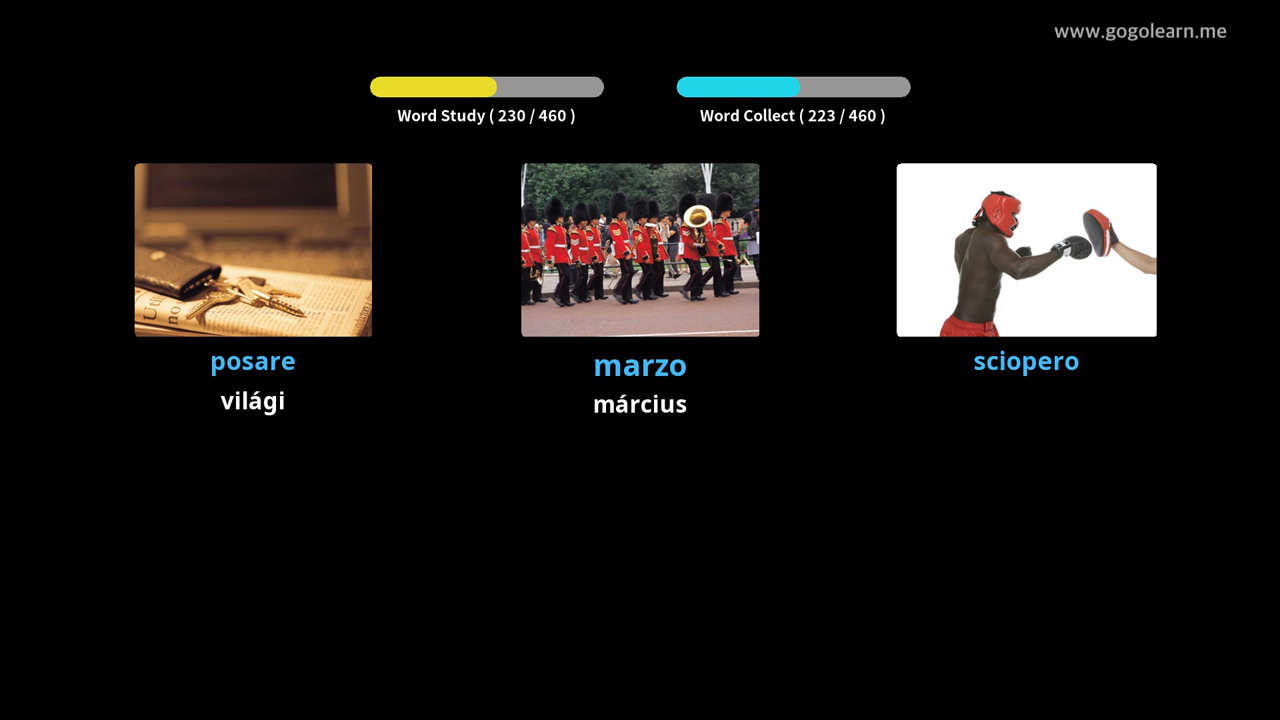 www.gogolearn.me
Word Study ( 230 / 460 )
Word Collect ( 223 / 460 )
posare
világi
marzo
március
sciopero